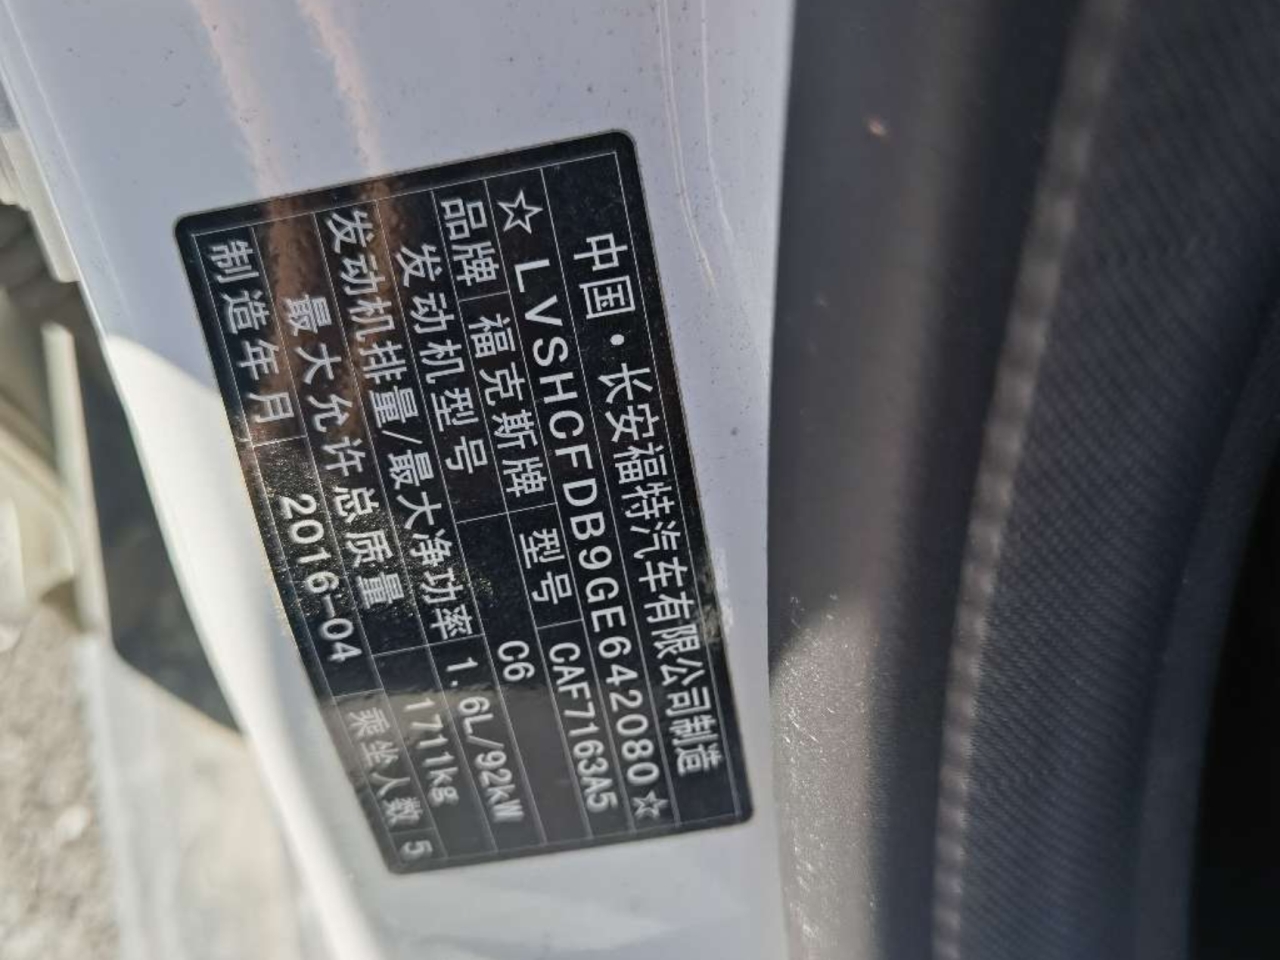 中国·长安福特汽车有限公司制造
☆LVSHCFDB9GE642080☆
品牌 福克斯牌 型号 CAF7163A5
发动机型号 C6
发动机排量/最大净功率 1.6L/92kW
最大允许总质量 1711kg
制造年月 2016-04 乘坐人数 5